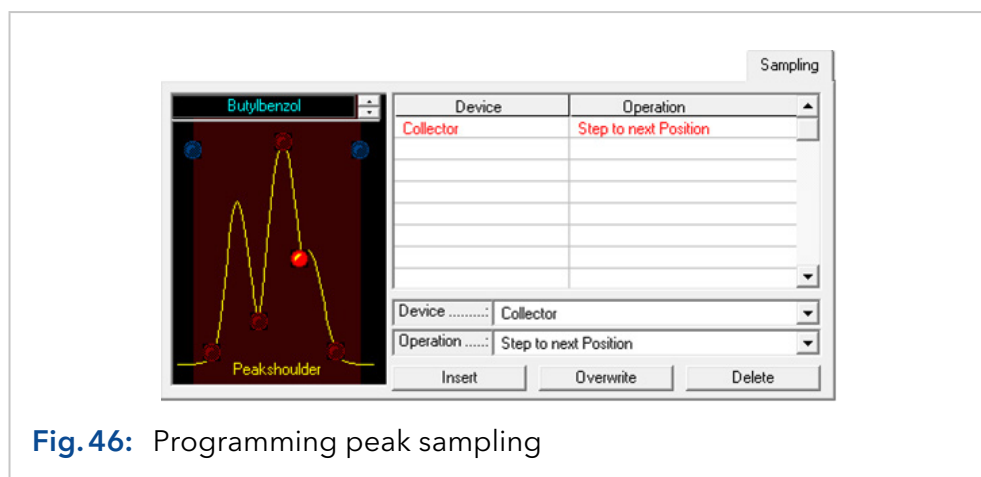 Sampling
Butylbenzol
Device Operation
Collector Step to next Position
Peakshoulder
Device .........: Collector
Operation .....: Step to next Position
Insert Overwrite Delete
Fig. 46: Programming peak sampling